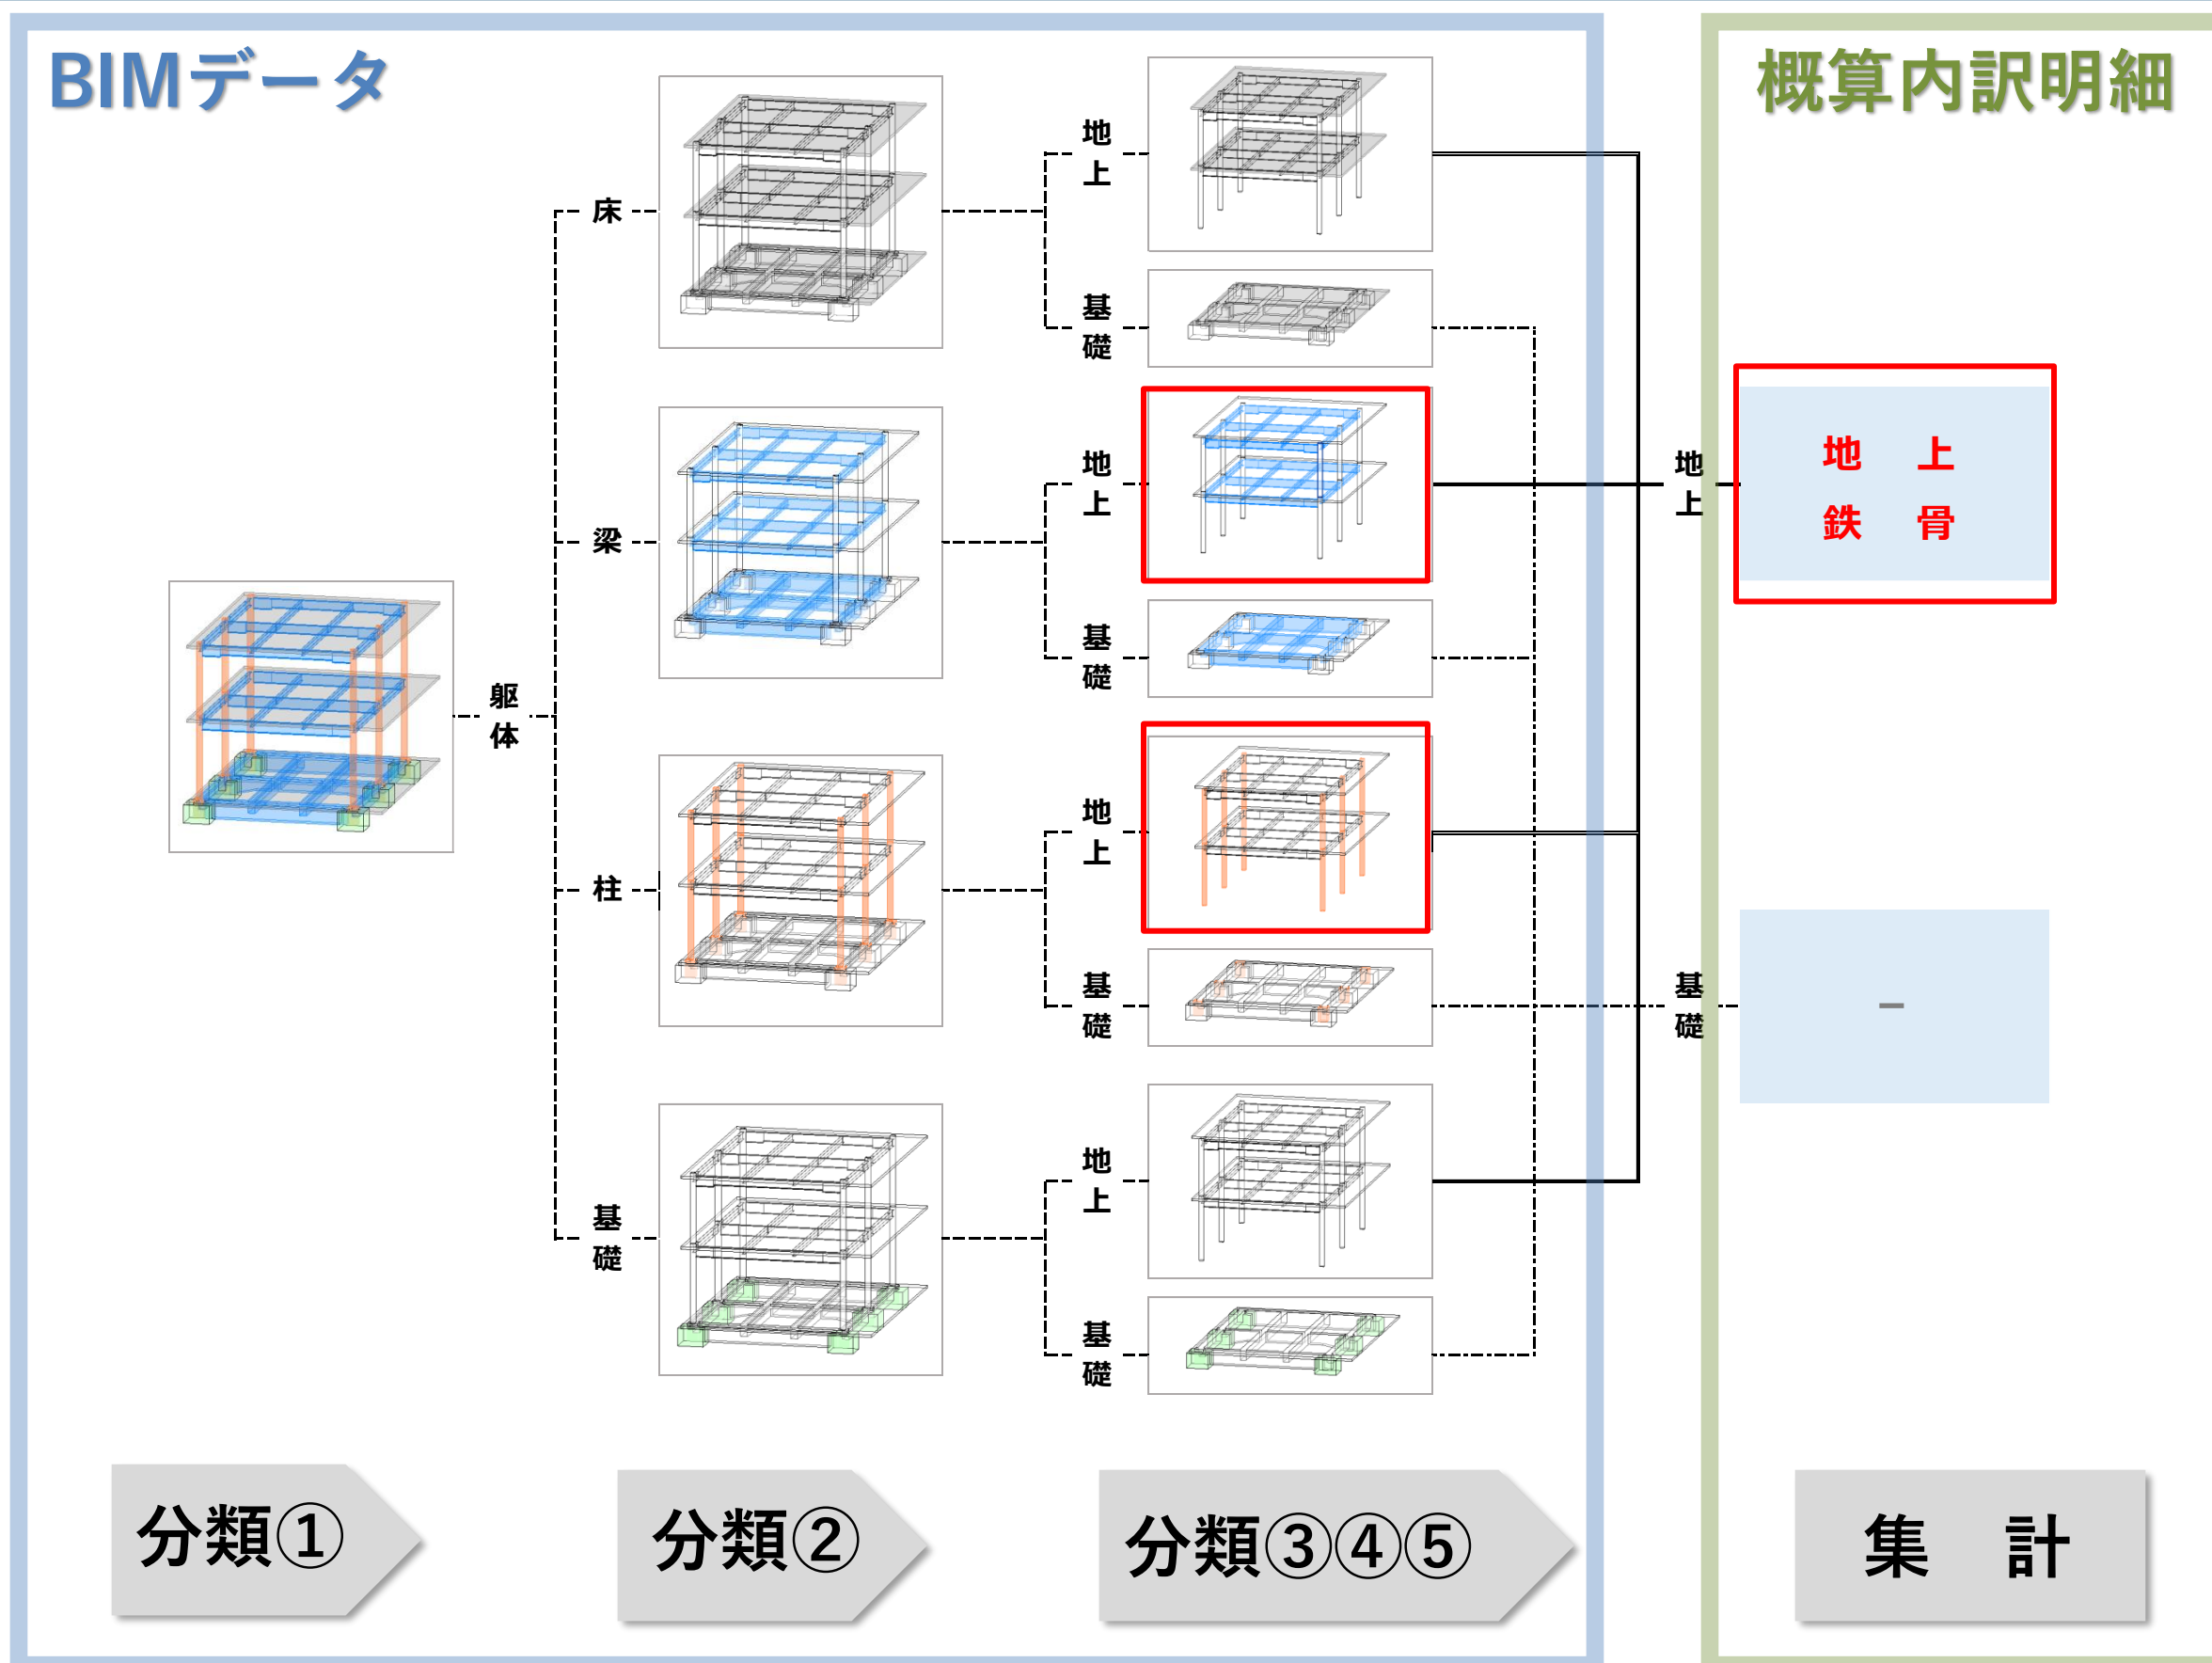 BIMデータ
概算内訳明細
躯体
床
梁
柱
基礎
地上
基礎
地上
基礎
地上
基礎
地上
基礎
地上
基礎
地　上
鉄　骨
－
分類①
分類②
分類③④⑤
集　計